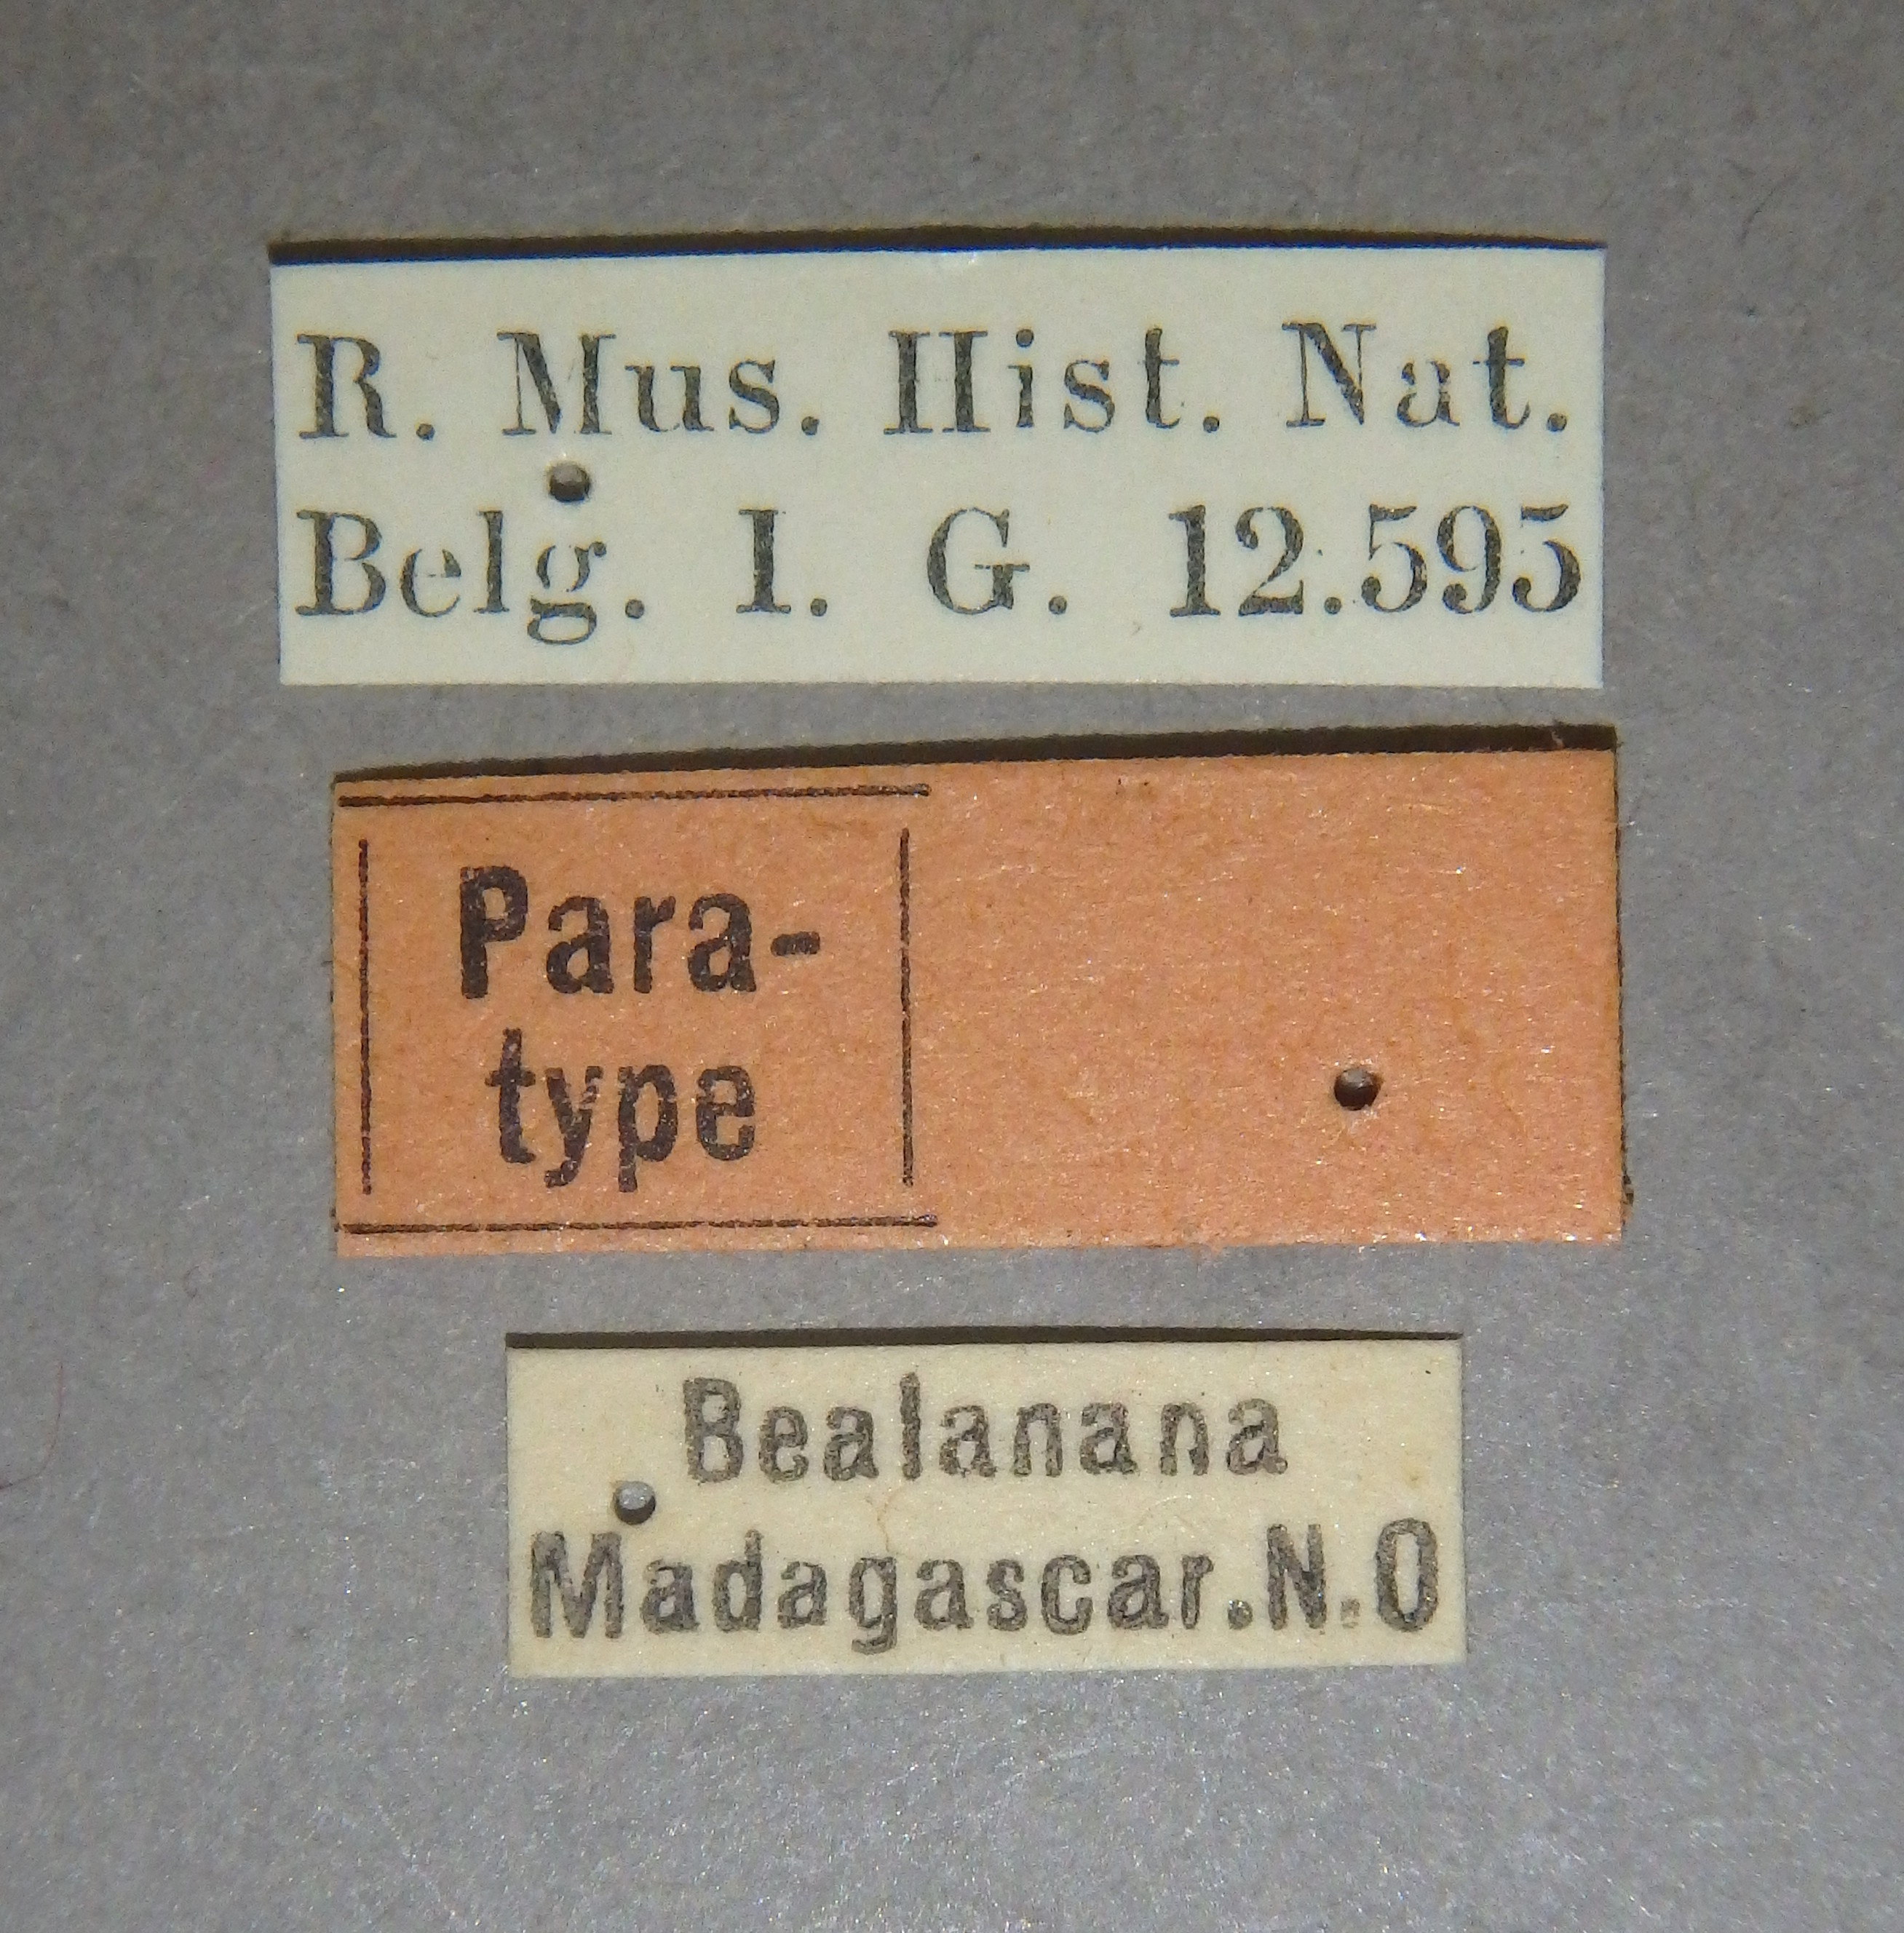 R. Mus. Hist. Nat.
Belg. I. G. 12.595
Para-
type
Bealanana
Madagascar.N.O